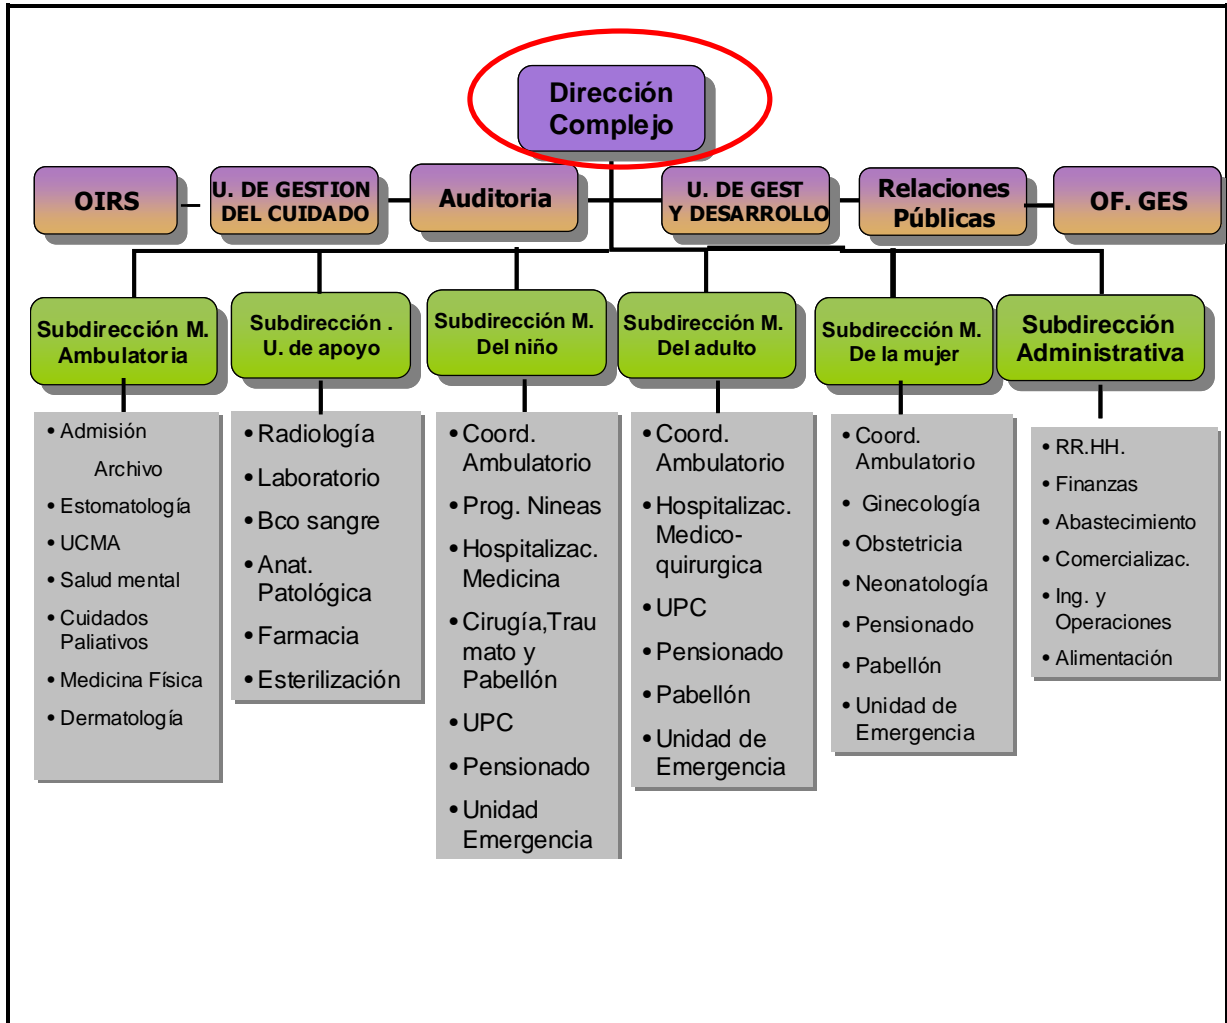 Dirección
Complejo
OIRS
U. DE GESTION
DEL CUIDADO
Auditoria
U. DE GEST
Y DESARROLLO
Relaciones
Públicas
OF. GES
Subdirección M.
Ambulatoria
Subdirección .
U. de apoyo
Subdirección M.
Del niño
Subdirección M.
Del adulto
Subdirección M.
De la mujer
Subdirección
Administrativa
• Admisión
Archivo
• Estomatología
• UCMA
• Salud mental
• Cuidados
Paliativos
• Medicina Física
• Dermatología
• Radiología
• Laboratorio
• Bco sangre
• Anat.
Patológica
• Farmacia
• Esterilización
• Coord.
Ambulatorio
• Prog. Nineas
• Hospitalizac.
Medicina
• Cirugía,Trau
mato y
Pabellón
• UPC
• Pensionado
• Unidad
Emergencia
• Coord.
Ambulatorio
• Hospitalizac.
Medico-
quirurgica
• UPC
• Pensionado
• Pabellón
• Unidad de
Emergencia
• Coord.
Ambulatorio
• Ginecología
• Obstetricia
• Neonatología
• Pensionado
• Pabellón
• Unidad de
Emergencia
• RR.HH.
• Finanzas
• Abastecimiento
• Comercializac.
• Ing. y
Operaciones
• Alimentación